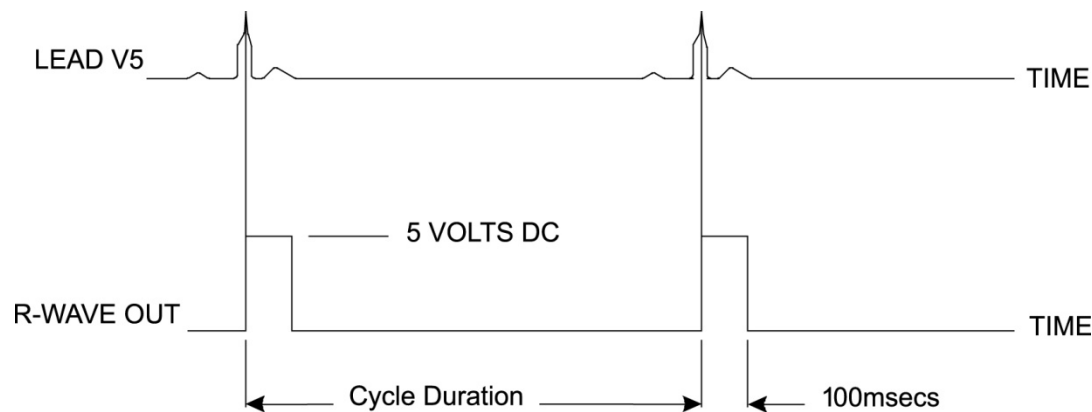 LEAD V5
TIME
5 VOLTS DC
R-WAVE OUT
TIME
Cycle Duration
100msecs